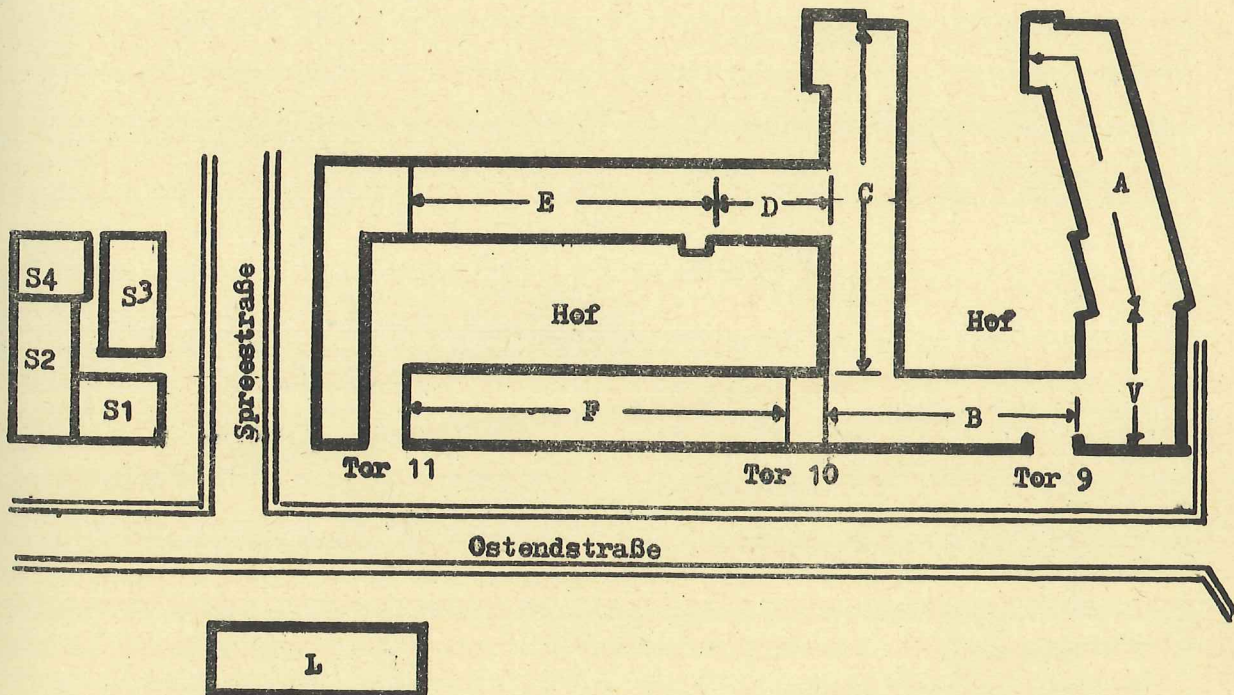 A
C
E
D
S4
S3
Spreestraße
Hof
Hof
S2
S1
F
B
V
Tor 11
Tor 10
Tor 9
Ostendstraße
L